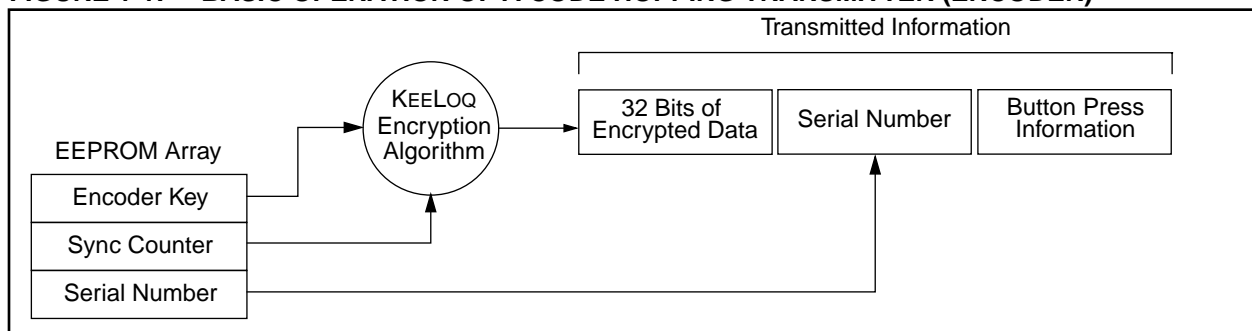 Transmitted Information
KEELOQ
Encryption
Algorithm
32 Bits of
Encrypted Data
Serial Number
Button Press
Information
EEPROM Array
Encoder Key
Sync Counter
Serial Number